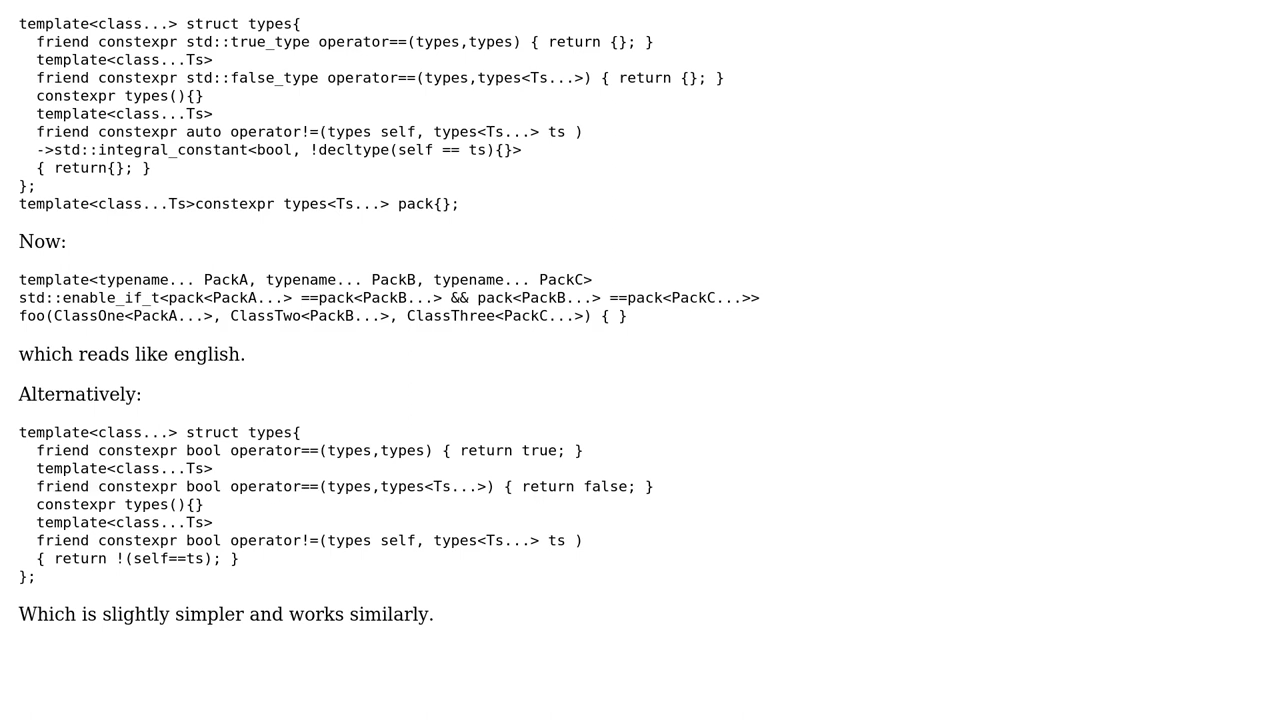 template<class...> struct types{
  friend constexpr std::true_type operator==(types,types) { return {}; }
  template<class...Ts>
  friend constexpr std::false_type operator==(types,types<Ts...>) { return {}; }
  constexpr types(){}
  template<class...Ts>
  friend constexpr auto operator!=(types self, types<Ts...> ts )
  ->std::integral_constant<bool, !decltype(self == ts){}>
  { return{}; }
};
template<class...Ts>constexpr types<Ts...> pack{};
Now:
template<typename... PackA, typename... PackB, typename... PackC>
std::enable_if_t<pack<PackA...> ==pack<PackB...> && pack<PackB...> ==pack<PackC...>>
foo(ClassOne<PackA...>, ClassTwo<PackB...>, ClassThree<PackC...>) { }
which reads like english.
Alternatively:
template<class...> struct types{
  friend constexpr bool operator==(types,types) { return true; }
  template<class...Ts>
  friend constexpr bool operator==(types,types<Ts...>) { return false; }
  constexpr types(){}
  template<class...Ts>
  friend constexpr bool operator!=(types self, types<Ts...> ts )
  { return !(self==ts); }
};
Which is slightly simpler and works similarly.